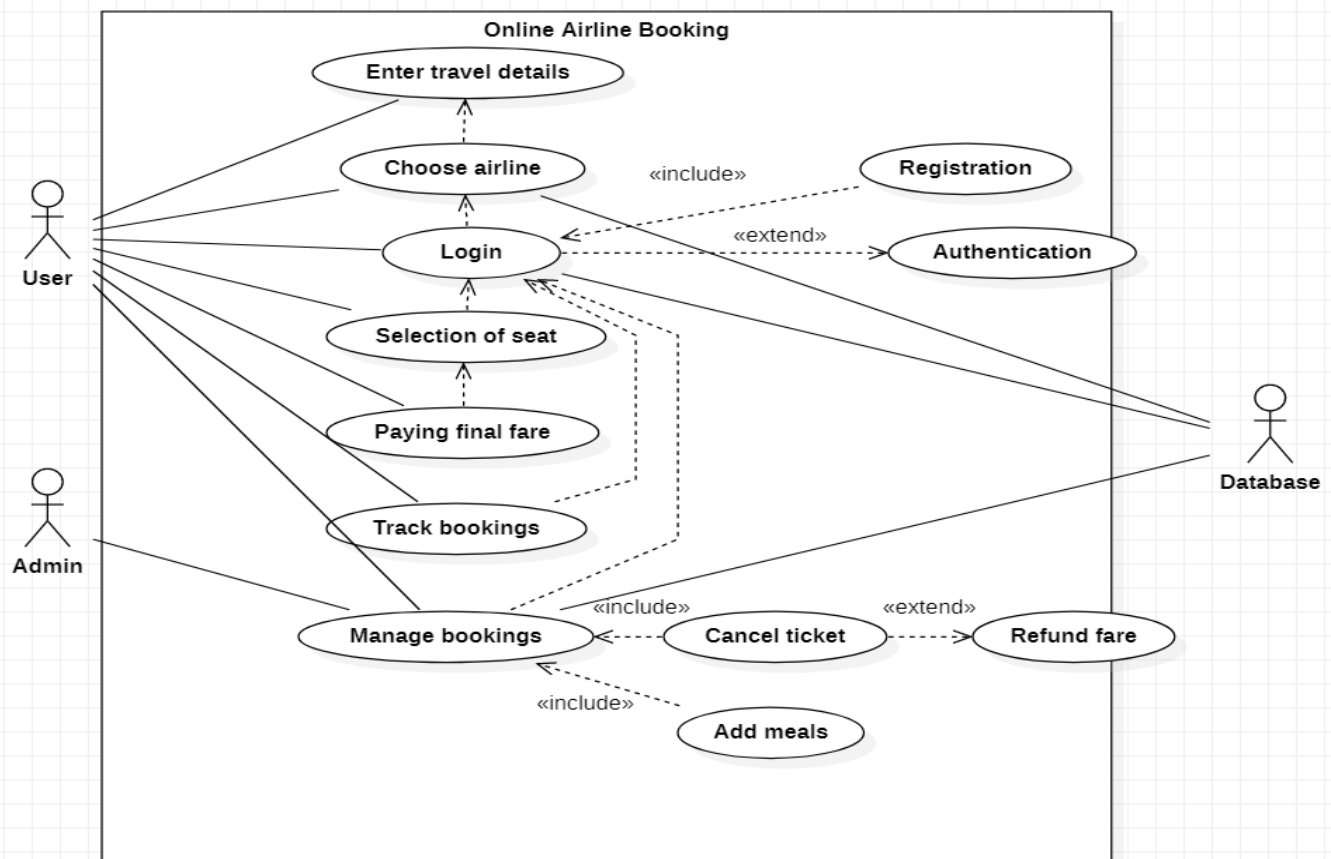 Online Airline Booking
Enter travel details
Choose airline
«include»
Registration
Login
«extend»
Authentication
User
Selection of seat
Paying final fare
Database
Track bookings
Admin
Manage bookings
«include»
Cancel ticket
«extend»
Refund fare
«include»
Add meals